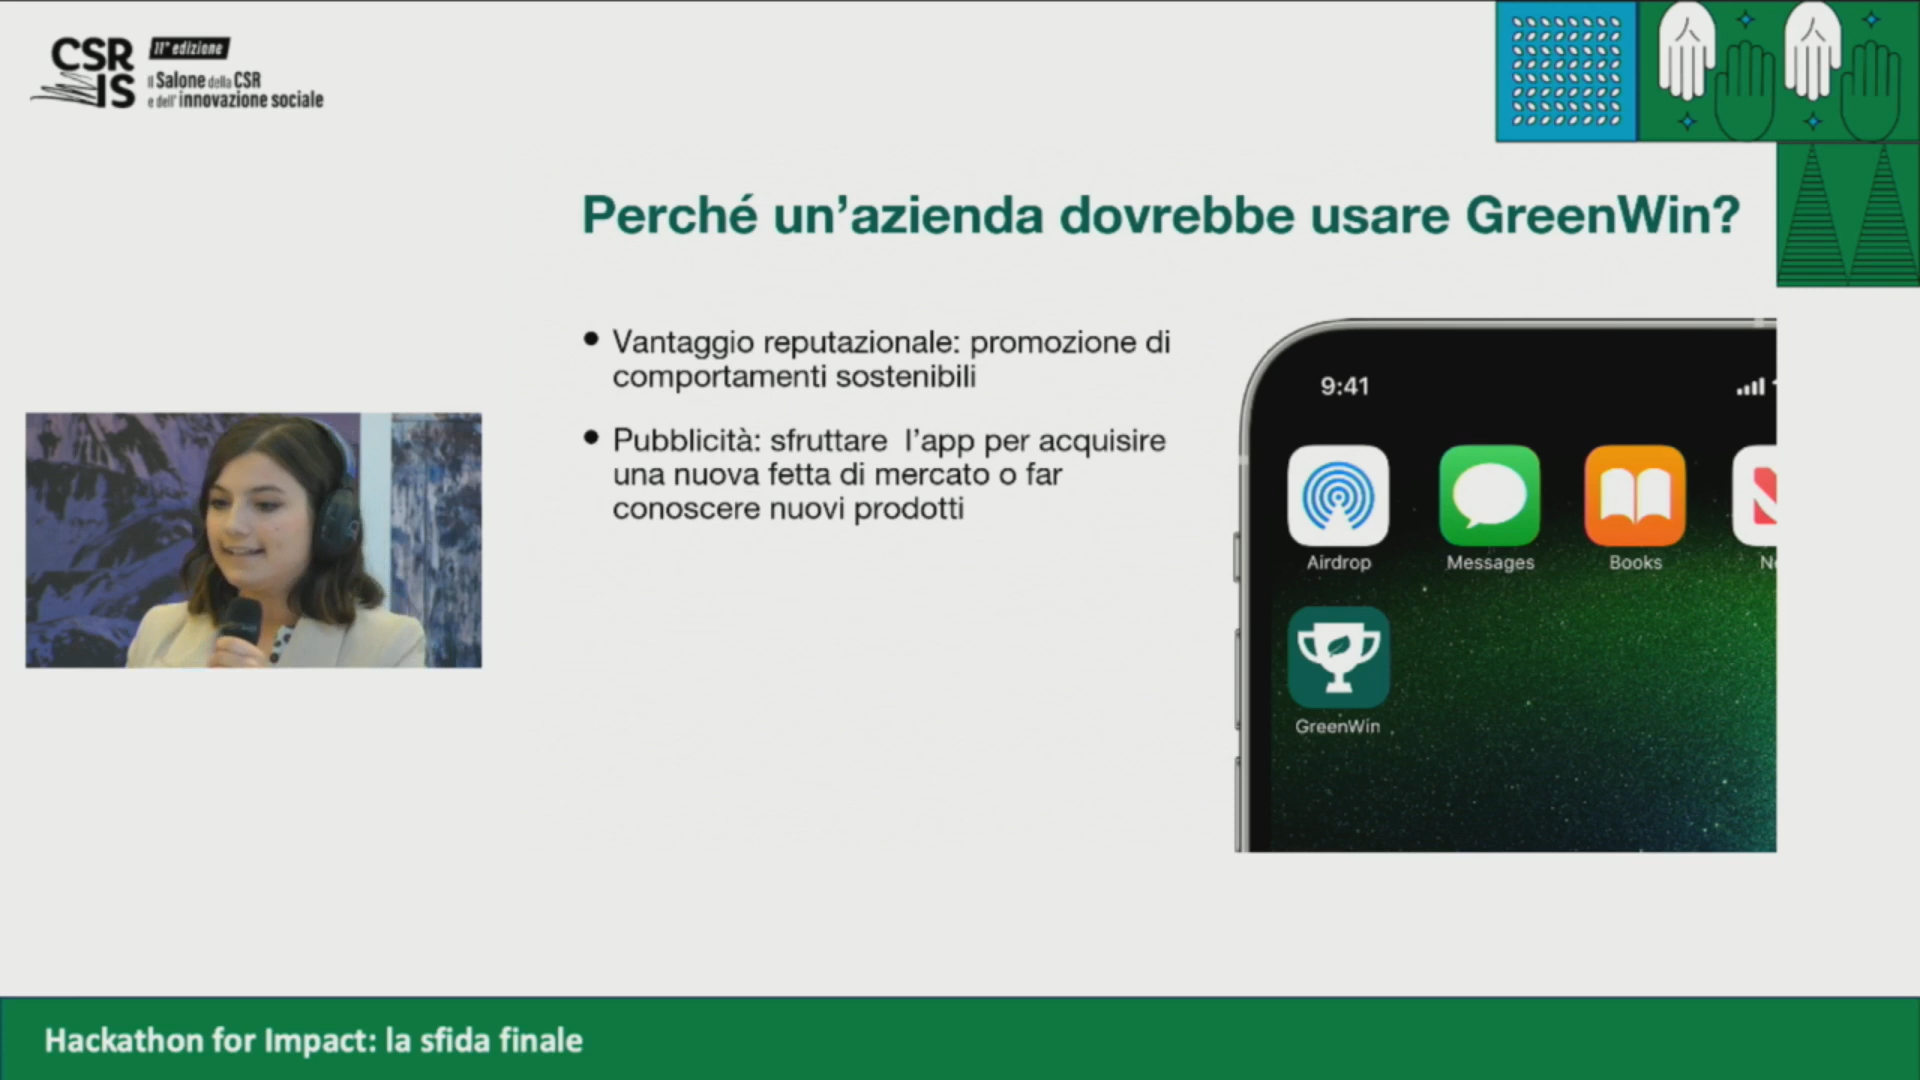 CSR
IS
11ª edizione
il Salone della CSR
e dell'innovazione sociale
Perché un’azienda dovrebbe usare GreenWin?
• Vantaggio reputazionale: promozione di
comportamenti sostenibili
• Pubblicità: sfruttare l’app per acquisire
una nuova fetta di mercato o far
conoscere nuovi prodotti
9:41
Airdrop
Messages
Books
GreenWin
Hackathon for Impact: la sfida finale